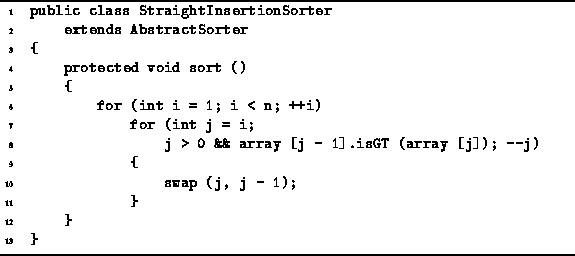 1 public class StraightInsertionSorter
2 extends AbstractSorter
3 {
4 protected void sort ()
5 {
6 for (int i = 1; i < n; ++i)
7 for (int j = i;
8 j > 0 && array [j - 1].isGT (array [j]); --j)
9 {
10 swap (j, j - 1);
11 }
12 }
13 }